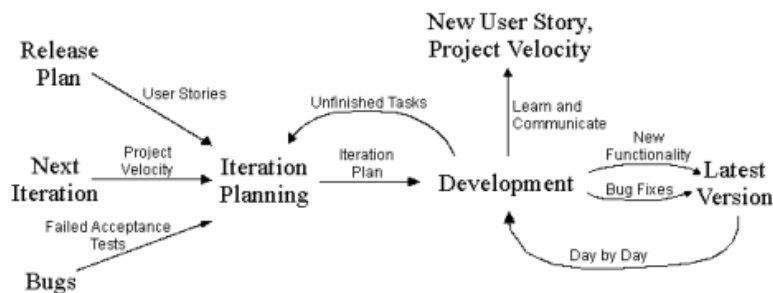 New User Story,
Project Velocity
Release
Plan
User Stories
Unfinished Tasks
Learn and
Communicate
Next
Iteration
Project
Velocity
Iteration
Planning
Iteration
Plan
Development
New
Functionality
Bug Fixes
Latest
Version
Failed Acceptance
Tests
Bugs
Day by Day